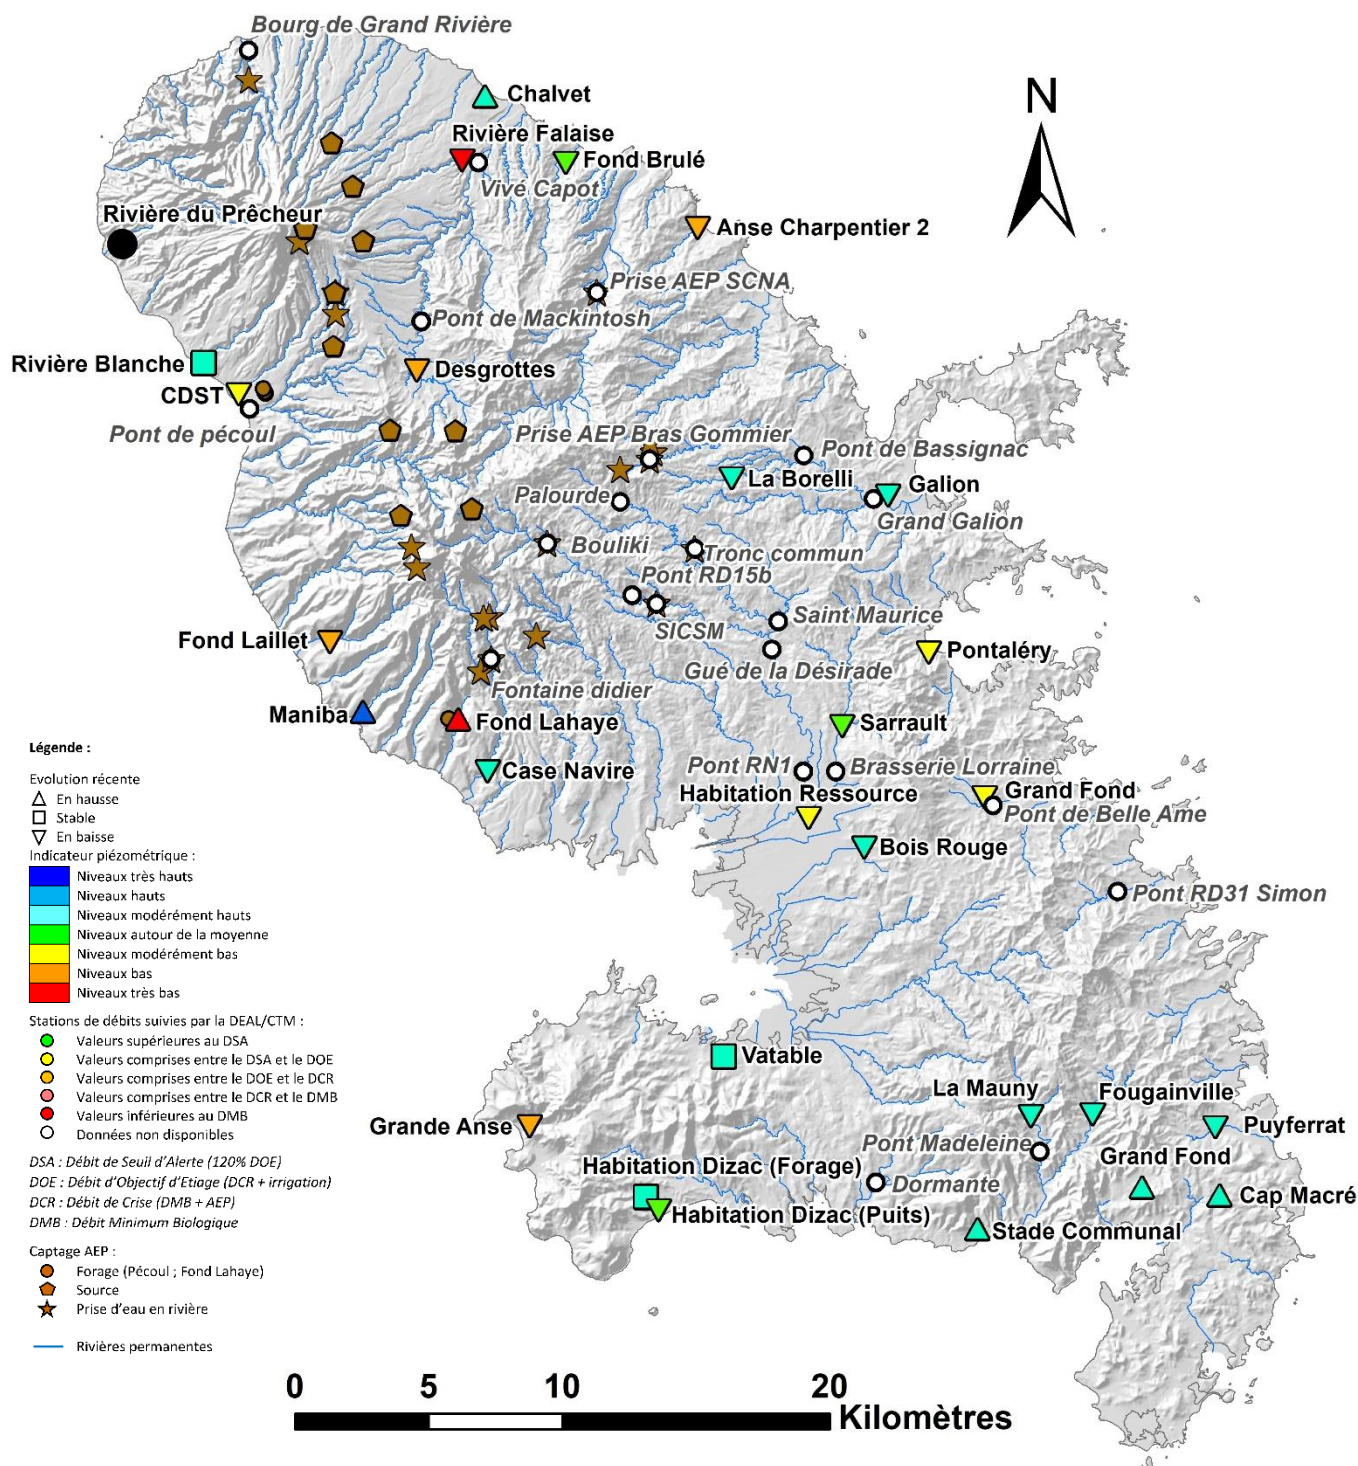 Bourg de Grand Rivière
N
Chalvet
Rivière Falaise
Fond Brulé
Vivé Capot
Rivière du Prêcheur
Anse Charpentier 2
Prise AEP SCNA
Pont de Mackintosh
Rivière Blanche
Desgrottes
CDST
Pont de pécoul
Prise AEP Bras Gommier
Pont de Bassignac
La Borelli
Galion
Palourde
Grand Galion
Bouliki
Tronc commun
Pont RD15b
Saint Maurice
SICSM
Fond Laillet
Gué de la Désirade
Pontaléry
Fontaine didier
Maniba
Fond Lahaye
Sarrault
Case Navire
Pont RN1
Brasserie Lorraine
Habitation Ressource
Grand Fond
Pont de Belle Ame
Bois Rouge
Pont RD31 Simon
Vatable
La Mauny
Fougainville
Grande Anse
Puyferrat
Pont Madeleine
Grand Fond
Habitation Dizac (Forage)
Dormante
Cap Macré
Habitation Dizac (Puits)
Stade Communal
Légende :
Evolution récente
En hausse
Stable
En baisse
Indicateur piézométrique :
Niveaux très hauts
Niveaux hauts
Niveaux modérément hauts
Niveaux autour de la moyenne
Niveaux modérément bas
Niveaux bas
Niveaux très bas
Stations de débits suivies par la DEAL/CTM :
Valeurs supérieures au DSA
Valeurs comprises entre le DSA et le DOE
Valeurs comprises entre le DOE et le DCR
Valeurs comprises entre le DCR et le DMB
Valeurs inférieures au DMB
Données non disponibles
DSA : Débit de Seuil d'Alerte (120% DOE)
DOE : Débit d'Objectif d'Etiage (DCR + irrigation)
DCR : Débit de Crise (DMB + AEP)
DMB : Débit Minimum Biologique
Captage AEP :
Forage (Pécoul ; Fond Lahaye)
Source
Prise d'eau en rivière
Rivières permanentes
0 5 10 20
Kilomètres